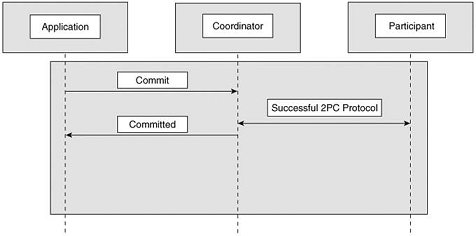 Application
Coordinator
Participant
Commit
Successful 2PC Protocol
Committed